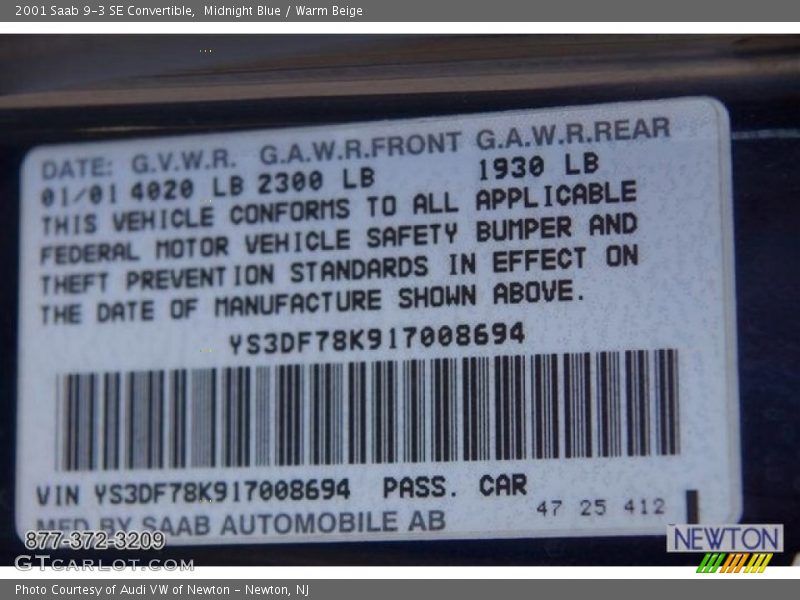 2001 Saab 9-3 SE Convertible,  Midnight Blue / Warm Beige
DATE: G.V.W.R. G.A.W.R.FRONT G.A.W.R.REAR
01/01 4020 LB 2300 LB 1930 LB
THIS VEHICLE CONFORMS TO ALL APPLICABLE
FEDERAL MOTOR VEHICLE SAFETY BUMPER AND
THEFT PREVENTION STANDARDS IN EFFECT ON
THE DATE OF MANUFACTURE SHOWN ABOVE.
YS3DF78K917008694
VIN YS3DF78K917008694 PASS. CAR
47 25 412
MFD BY SAAB AUTOMOBILE AB
877-372-3209
NEWTON
GTCARLOT.COM
Photo Courtesy of Audi VW of Newton - Newton, NJ